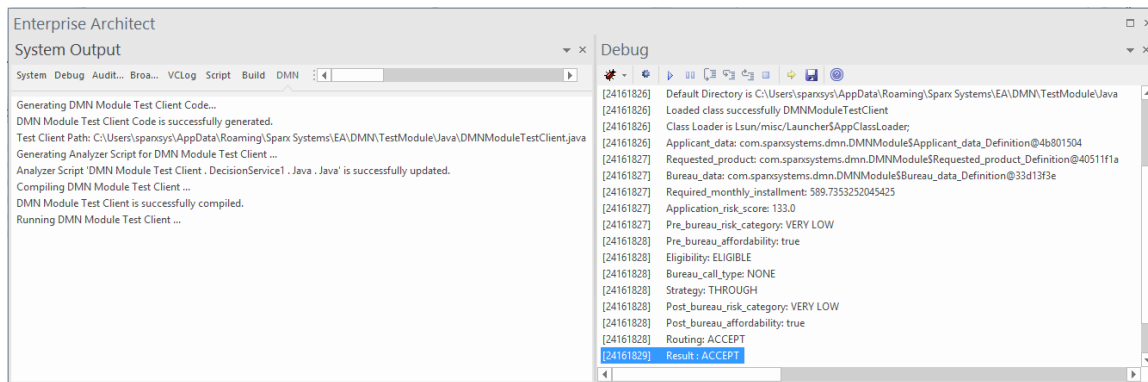 Enterprise Architect
System Output
System Debug Audit... Broa... VCLog Script Build DMN
Generating DMN Module Test Client Code...
DMN Module Test Client Code is successfully generated.
Test Client Path: C:\Users\sparxsys\AppData\Roaming\Sparx Systems\EA\DMN\TestModule\Java\DMNModuleTestClient.java
Generating Analyzer Script for DMN Module Test Client ...
Analyzer Script 'DMN Module Test Client . DecisionService1 . Java . Java' is successfully updated.
Compiling DMN Module Test Client ...
DMN Module Test Client is successfully compiled.
Running DMN Module Test Client ...
Debug
[24161826] Default Directory is C:\Users\sparxsys\AppData\Roaming\Sparx Systems\EA\DMN\TestModule\Java
[24161826] Loaded class successfully DMNModuleTestClient
[24161826] Class Loader is Lsun/misc/Launcher$AppClassLoader;
[24161826] Applicant_data: com.sparxsystems.dmn.DMNModule$Applicant_data_Definition@4b801504
[24161827] Requested_product: com.sparxsystems.dmn.DMNModule$Requested_product_Definition@40511f1a
[24161827] Bureau_data: com.sparxsystems.dmn.DMNModule$Bureau_data_Definition@33d13f3e
[24161827] Required_monthly_installment: 589.7353252045425
[24161827] Application_risk_score: 133.0
[24161827] Pre_bureau_risk_category: VERY LOW
[24161828] Pre_bureau_affordability: true
[24161828] Eligibility: ELIGIBLE
[24161828] Bureau_call_type: NONE
[24161828] Strategy: THROUGH
[24161828] Post_bureau_risk_category: VERY LOW
[24161828] Post_bureau_affordability: true
[24161828] Routing: ACCEPT
[24161829] Result : ACCEPT